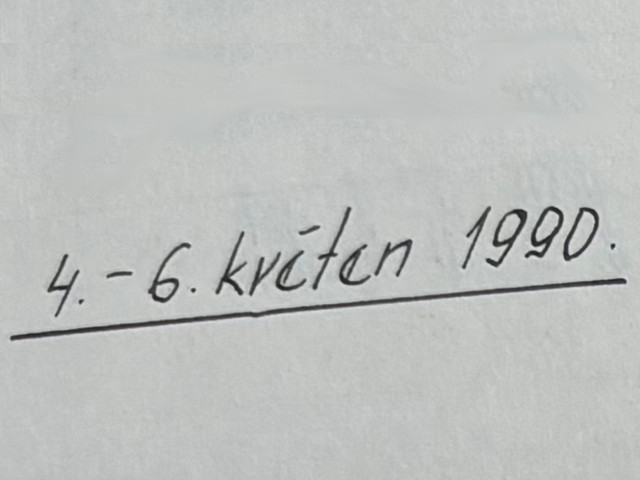 4. - 6. květen 1990.